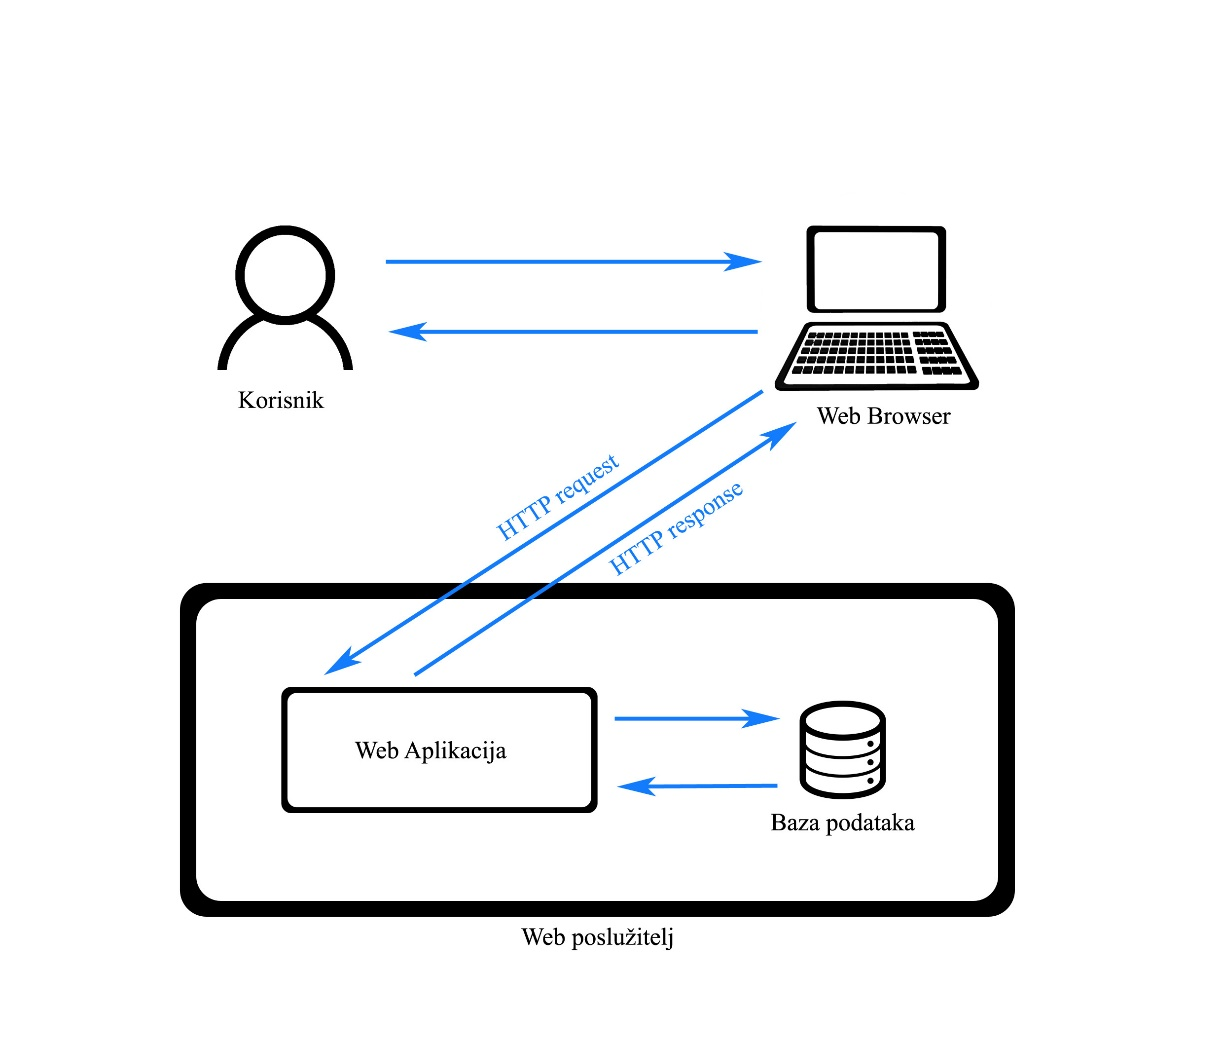 Korisnik
Web Browser
HTTP request
HTTP response
Web Aplikacija
Baza podataka
Web poslužitelj